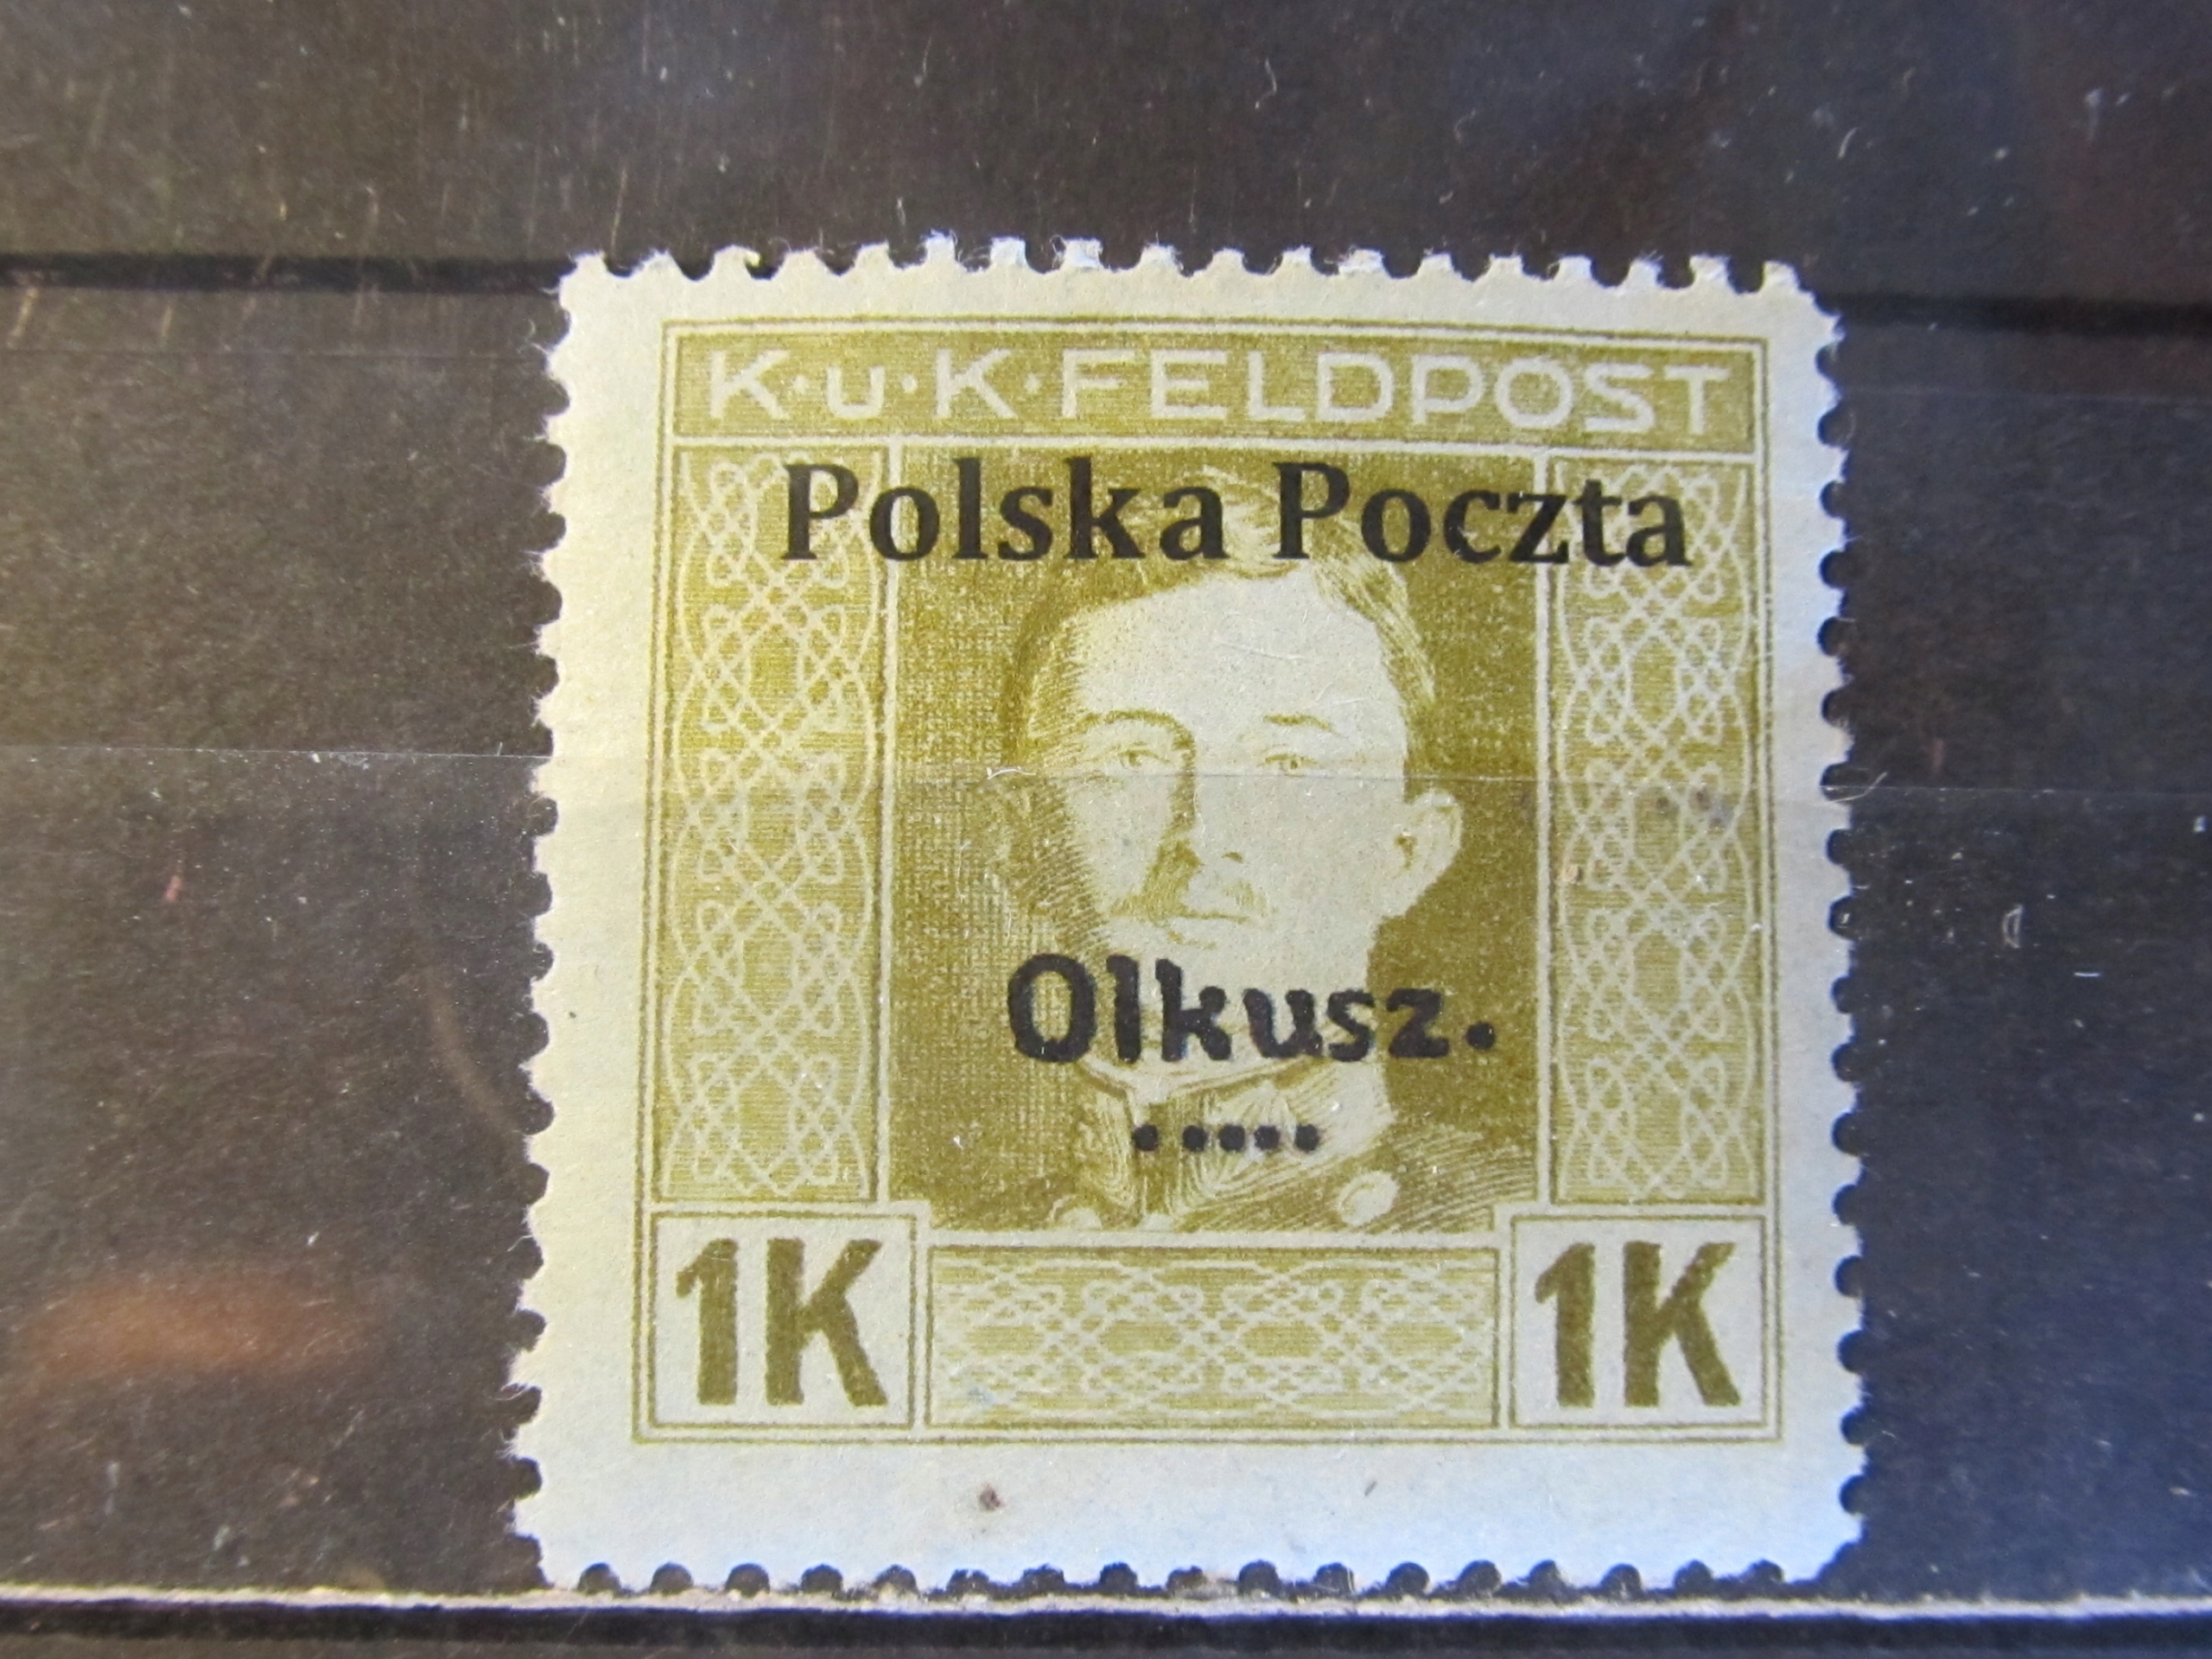 K·u·K·FELDPOST
Polska Poczta
Olkusz.
.....
1K 1K